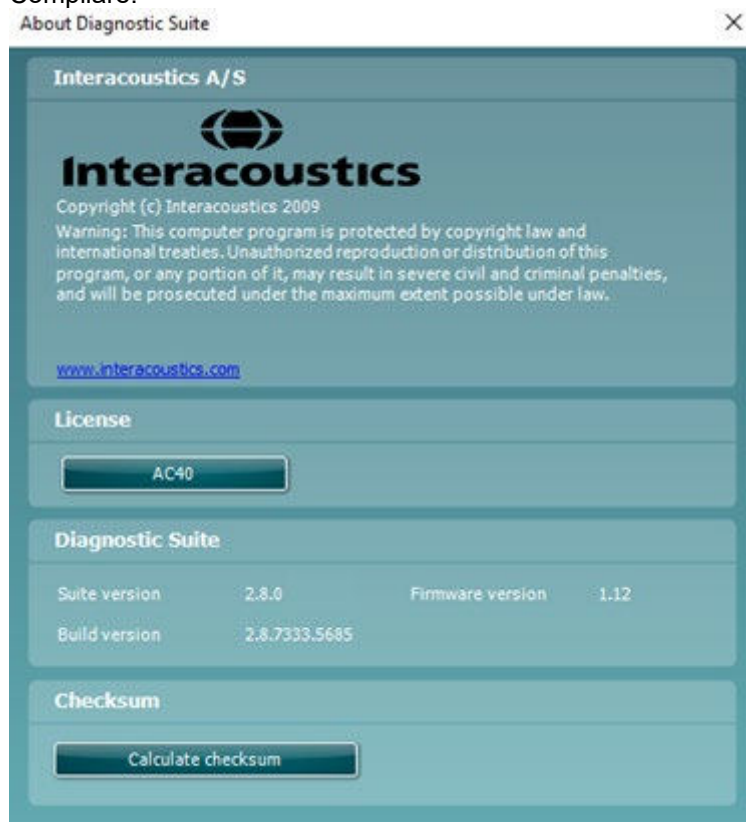 About Diagnostic Suite
Interacoustics A/S
Interacoustics
Copyright (c) Interacoustics 2009
Warning: This computer program is protected by copyright law and
international treaties. Unauthorized reproduction or distribution of this
program, or any portion of it, may result in severe civil and criminal penalties,
and will be prosecuted under the maximum extent possible under law.
www.interacoustics.com
License
AC40
Diagnostic Suite
Suite version 2.8.0 Firmware version 1.12
Build version 2.8.7333.5685
Checksum
Calculate checksum